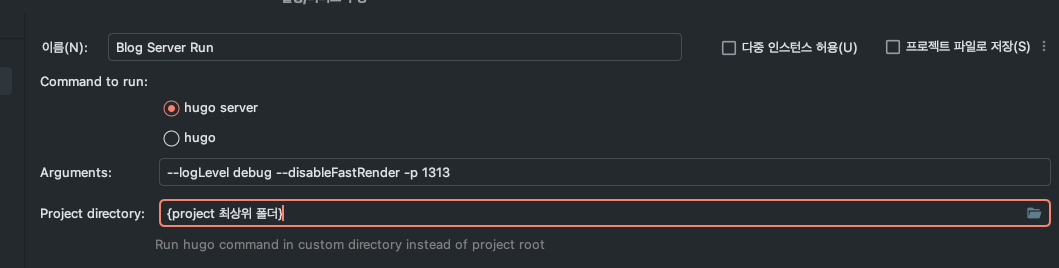 이름(N): Blog Server Run 다중 인스턴스 허용(U) 프로젝트 파일로 저장(S)
Command to run:
hugo server
hugo
Arguments: --logLevel debug --disableFastRender -p 1313
Project directory: {project 최상위 폴더}
Run hugo command in custom directory instead of project root